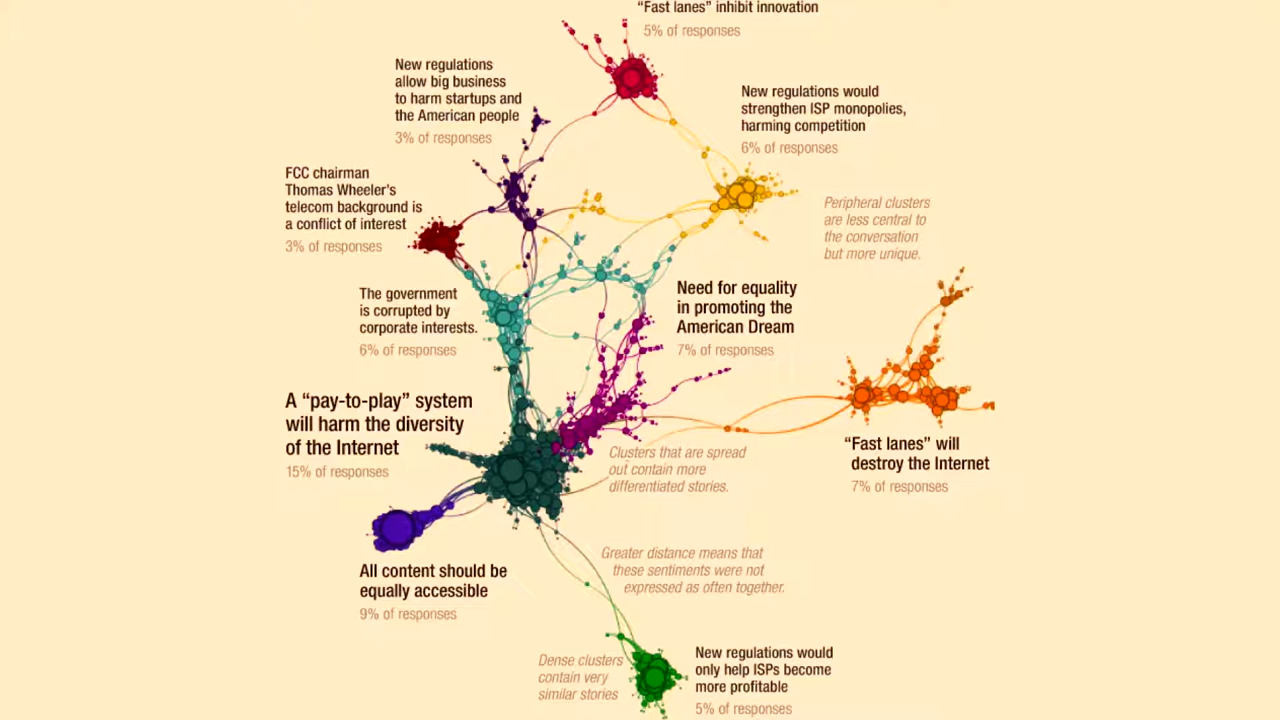 “Fast lanes” inhibit innovation
5% of responses
New regulations
allow big business
to harm startups and
the American people
3% of responses
New regulations would
strengthen ISP monopolies,
harming competition
6% of responses
FCC chairman
Thomas Wheeler's
telecom background is
a conflict of interest
3% of responses
Peripheral clusters
are less central to
the conversation
but more unique.
The government
is corrupted by
corporate interests.
6% of responses
Need for equality
in promoting the
American Dream
7% of responses
A “pay-to-play” system
will harm the diversity
of the Internet
15% of responses
Clusters that are spread
out contain more
differentiated stories.
“Fast lanes” will
destroy the Internet
7% of responses
All content should be
equally accessible
9% of responses
Greater distance means that
these sentiments were not
expressed as often together.
Dense clusters
contain very
similar stories
New regulations would
only help ISPs become
more profitable
5% of responses